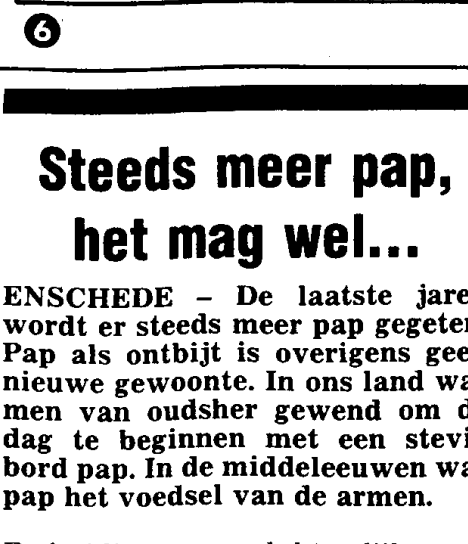 6
Steeds meer pap,
het mag wel...
ENSCHEDE – De laatste jare
wordt er steeds meer pap gegeter
Pap als ontbijt is overigens gee
nieuwe gewoonte. In ons land wa
men van oudsher gewend om d
dag te beginnen met een stevi
bord pap. In de middeleeuwen wa
pap het voedsel van de armen.